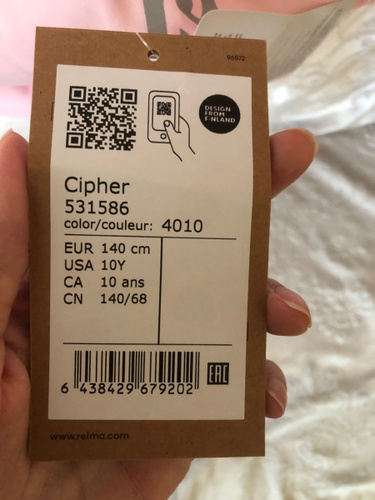 96572
DESIGN
FROM
FINLAND
Cipher
531586
color/couleur: 4010
EUR 140 cm
USA 10Y
CA 10 ans
CN 140/68
6 438429 679202
EAC
www.reima.com